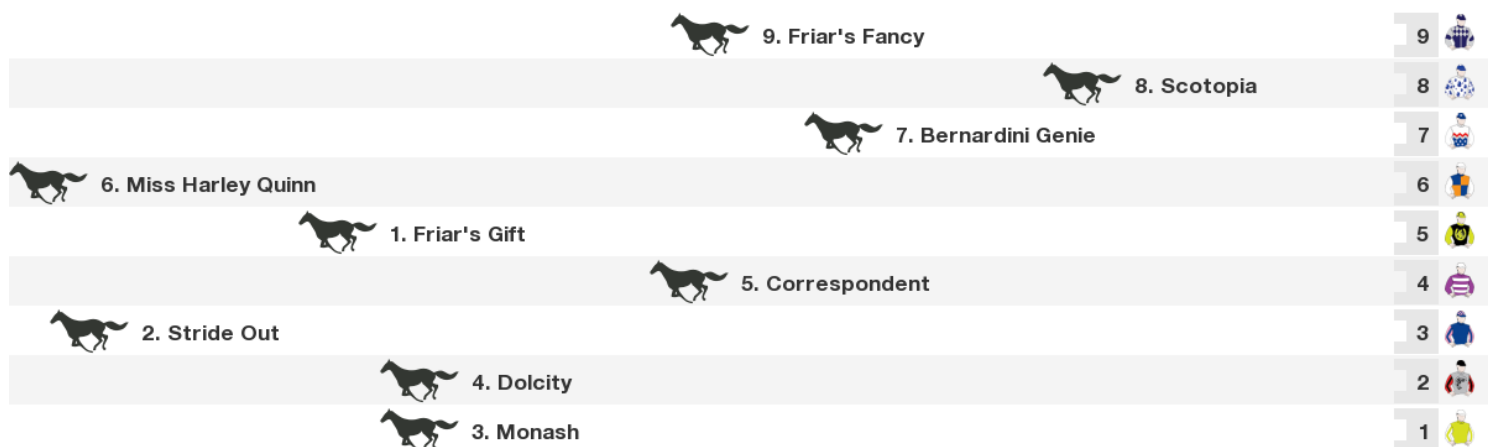 9. Friar's Fancy 9
8. Scotopia 8
7. Bernardini Genie 7
6. Miss Harley Quinn 6
1. Friar's Gift 5
5. Correspondent 4
2. Stride Out 3
4. Dolcity 2
3. Monash 1